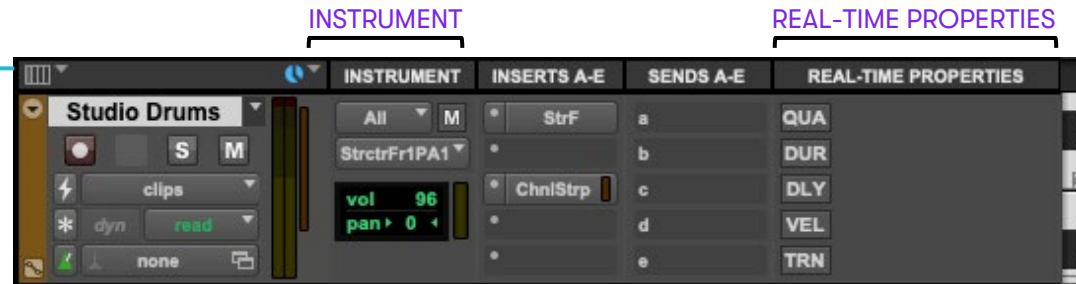 INSTRUMENT REAL-TIME PROPERTIES
INSTRUMENT INSERTS A-E SENDS A-E REAL-TIME PROPERTIES
Studio Drums All M StrF a QUA
S M StrctrFr1PA1 b DUR
clips vol 96 ChnlStrp c DLY
dyn read pan 0 d VEL
none e TRN